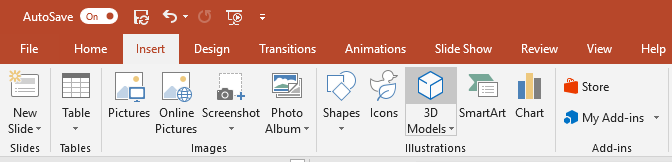 AutoSave On
File Home Insert Design Transitions Animations Slide Show Review View Help
New Slide
Table
Pictures
Online Pictures
Screenshot
Photo Album
Shapes
Icons
3D Models
SmartArt
Chart
Store
My Add-ins
Slides Tables Images Illustrations Add-ins